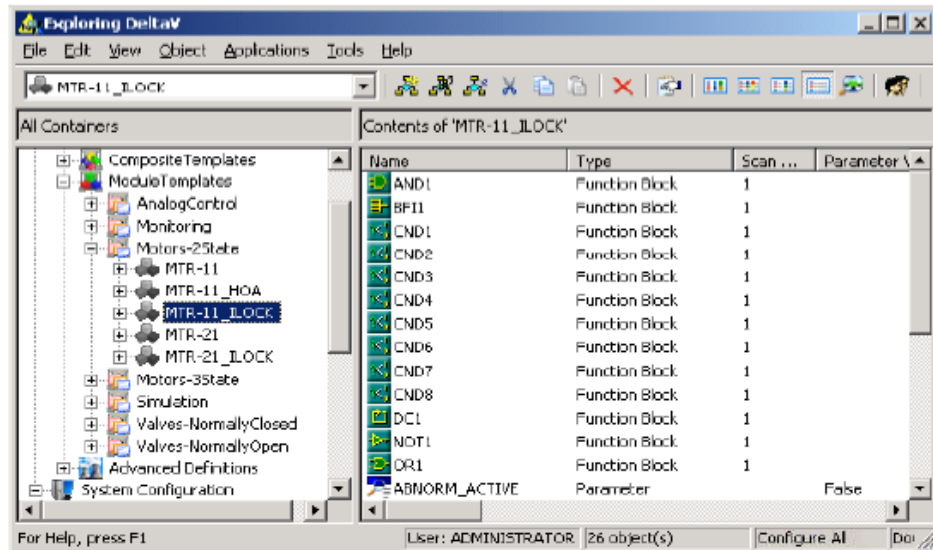 Exploring DeltaV
File Edit View Object Applications Tools Help
MTR-11_ILOCK
All Containers
Contents of 'MTR-11_ILOCK'
CompositeTemplates
ModuleTemplates
AnalogControl
Monitoring
Motors-2State
MTR-11
MTR-11_HOA
MTR-11_ILOCK
MTR-21
MTR-21_ILOCK
Motors-3State
Simulation
Valves-NormallyClosed
Valves-NormallyOpen
Advanced Definitions
System Configuration
Name Type Scan ... Parameter V
AND1 Function Block 1
BFI1 Function Block 1
CND1 Function Block 1
CND2 Function Block 1
CND3 Function Block 1
CND4 Function Block 1
CND5 Function Block 1
CND6 Function Block 1
CND7 Function Block 1
CND8 Function Block 1
DC1 Function Block 1
NOT1 Function Block 1
OR1 Function Block 1
ABNORM_ACTIVE Parameter False
For Help, press F1 User: ADMINISTRATOR 26 object(s) Configure All